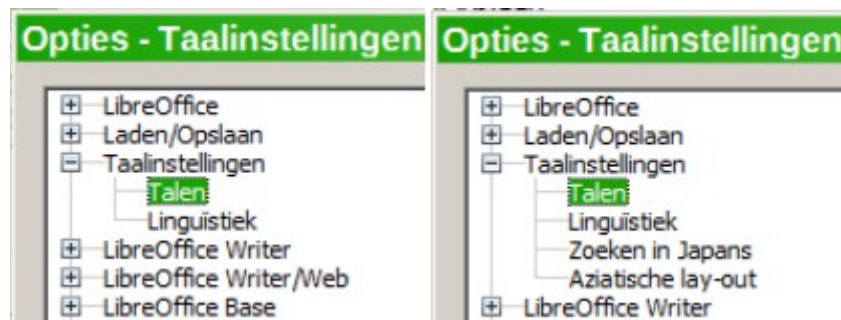 Opties - Taalinstellingen
LibreOffice
Laden/Opslaan
Taalinstellingen
Talen
Linguïstiek
LibreOffice Writer
LibreOffice Writer/Web
LibreOffice Base
Opties - Taalinstellingen
LibreOffice
Laden/Opslaan
Taalinstellingen
Talen
Linguïstiek
Zoeken in Japans
Aziatische lay-out
LibreOffice Writer